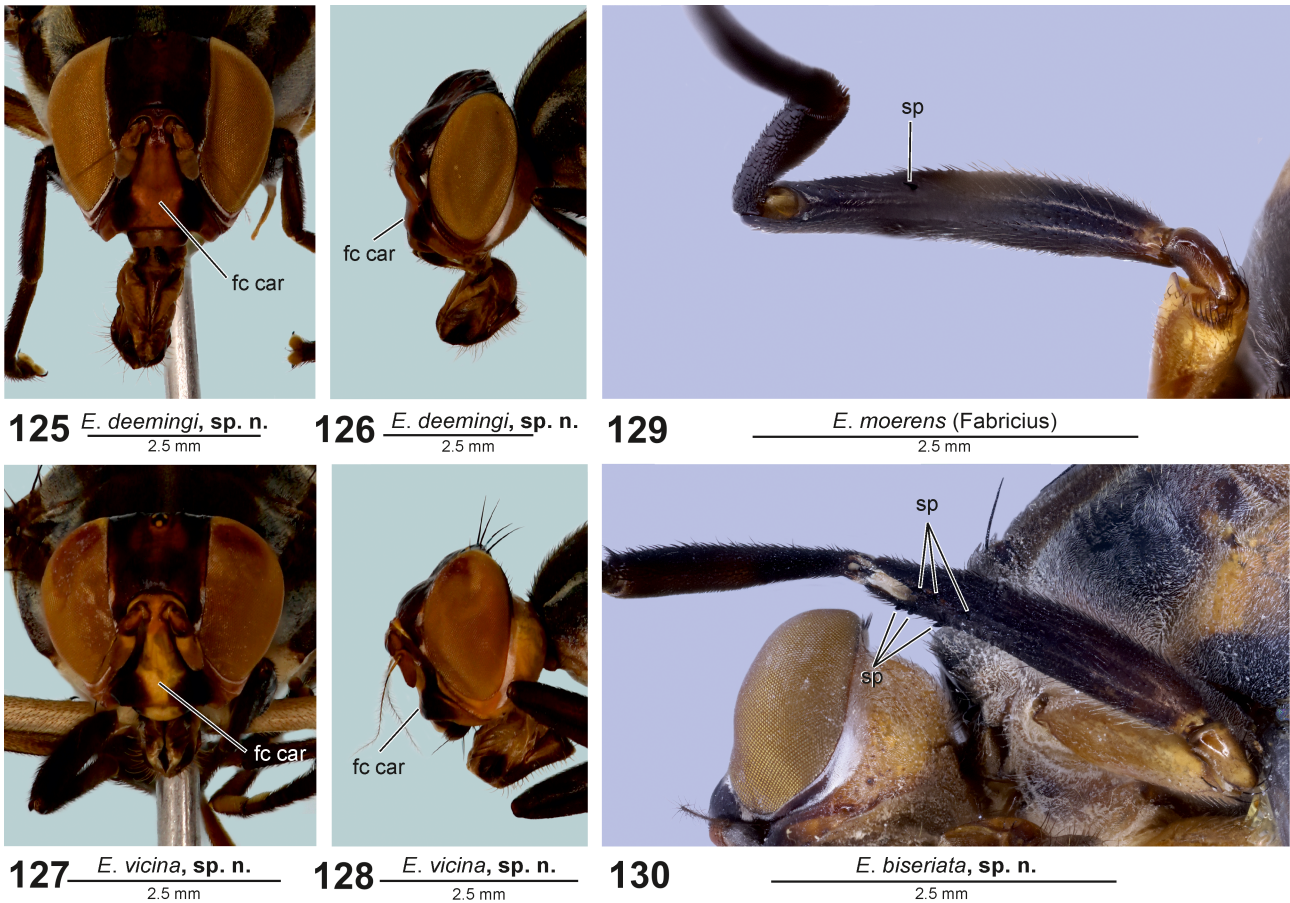 fc car
fc car
sp
125 E. deemingi, sp. n.
2.5 mm
126 E. deemingi, sp. n.
2.5 mm
129 E. moerens (Fabricius)
2.5 mm
fc car
fc car
sp
sp
127 E. vicina, sp. n.
2.5 mm
128 E. vicina, sp. n.
2.5 mm
130 E. biseriata, sp. n.
2.5 mm